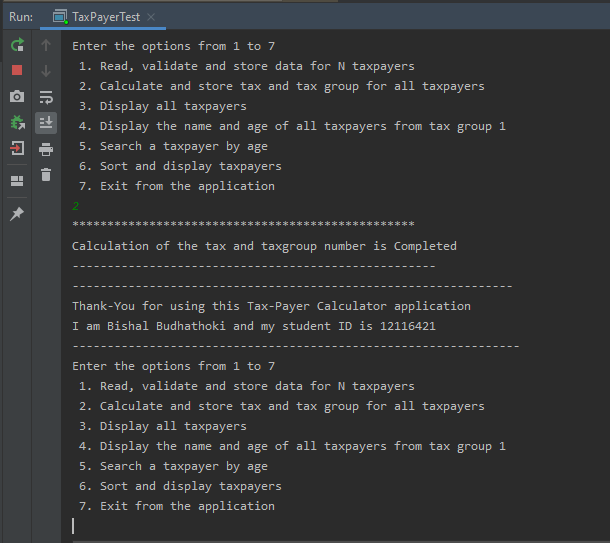 Run: TaxPayerTest
Enter the options from 1 to 7
1. Read, validate and store data for N taxpayers
2. Calculate and store tax and tax group for all taxpayers
3. Display all taxpayers
4. Display the name and age of all taxpayers from tax group 1
5. Search a taxpayer by age
6. Sort and display taxpayers
7. Exit from the application
2
*************************************************
Calculation of the tax and taxgroup number is Completed
----------------------------------------------------
---------------------------------------------------------------
Thank-You for using this Tax-Payer Calculator application
I am Bishal Budhathoki and my student ID is 12116421
----------------------------------------------------------------
Enter the options from 1 to 7
1. Read, validate and store data for N taxpayers
2. Calculate and store tax and tax group for all taxpayers
3. Display all taxpayers
4. Display the name and age of all taxpayers from tax group 1
5. Search a taxpayer by age
6. Sort and display taxpayers
7. Exit from the application